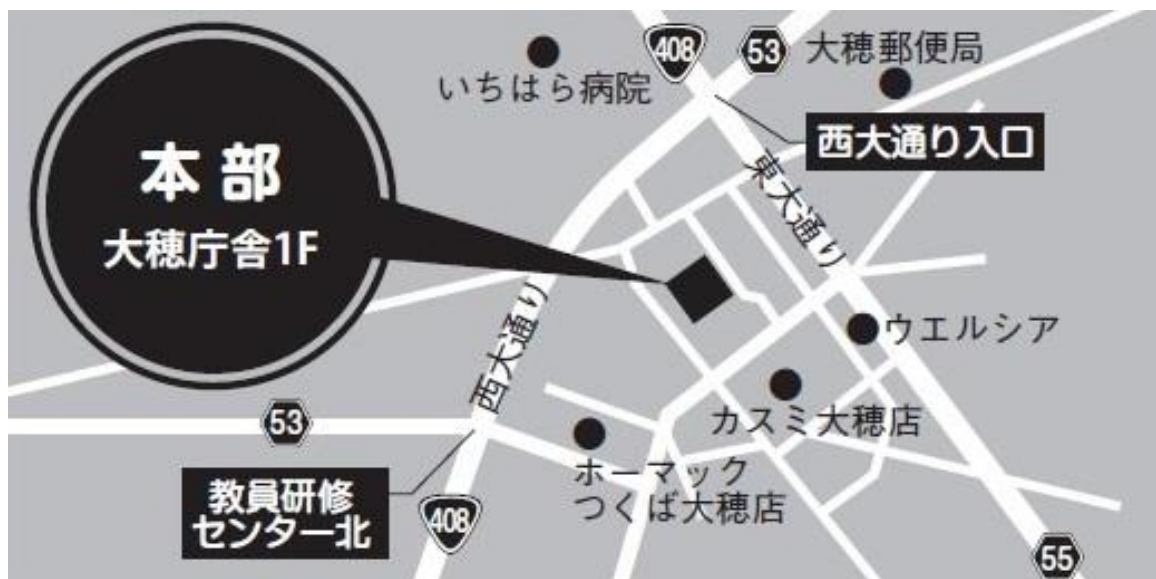 本部
大穂庁舎1F
いちはら病院
408
53
大穂郵便局
西大通り入口
東大通り
西大通り
ウエルシア
カスミ大穂店
53
ホーマック
つくば大穂店
教員研修
センター北
408
55